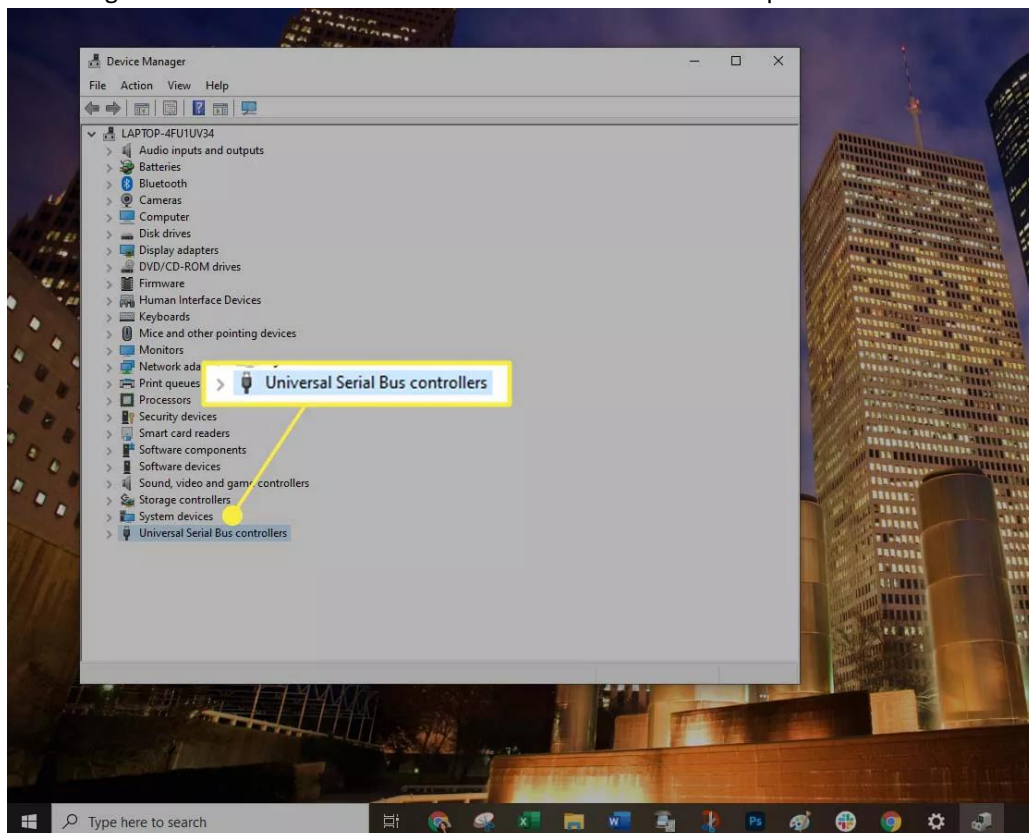 Device Manager
File Action View Help
LAPTOP-4FU1UV34
Audio inputs and outputs
Batteries
Bluetooth
Cameras
Computer
Disk drives
Display adapters
DVD/CD-ROM drives
Firmware
Human Interface Devices
Keyboards
Mice and other pointing devices
Monitors
Network ada
Universal Serial Bus controllers
Print queues
Processors
Security devices
Smart card readers
Software components
Software devices
Sound, video and game controllers
Storage controllers
System devices
Universal Serial Bus controllers
Type here to search
Ps